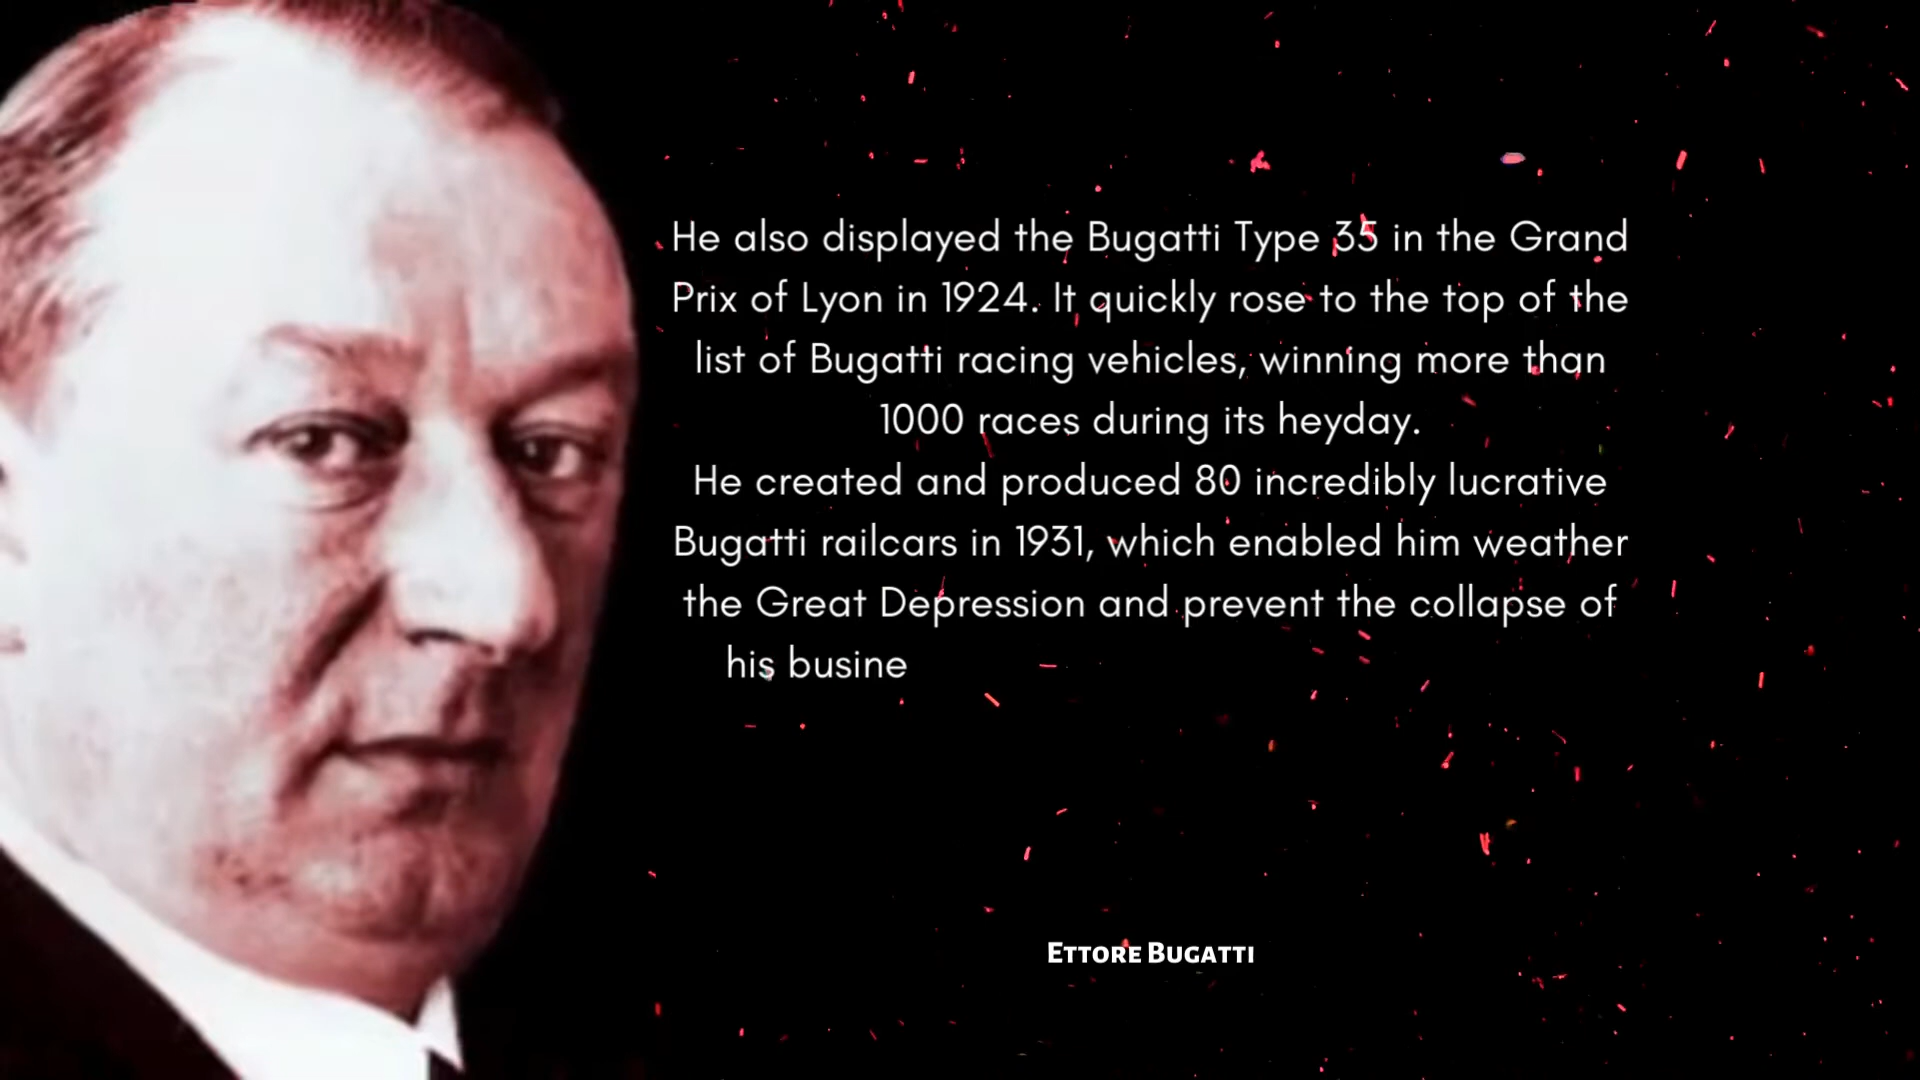 He also displayed the Bugatti Type 35 in the Grand
Prix of Lyon in 1924. It quickly rose to the top of the
list of Bugatti racing vehicles, winning more than
1000 races during its heyday.
He created and produced 80 incredibly lucrative
Bugatti railcars in 1931, which enabled him weather
the Great Depression and prevent the collapse of
his busine
Ettore Bugatti